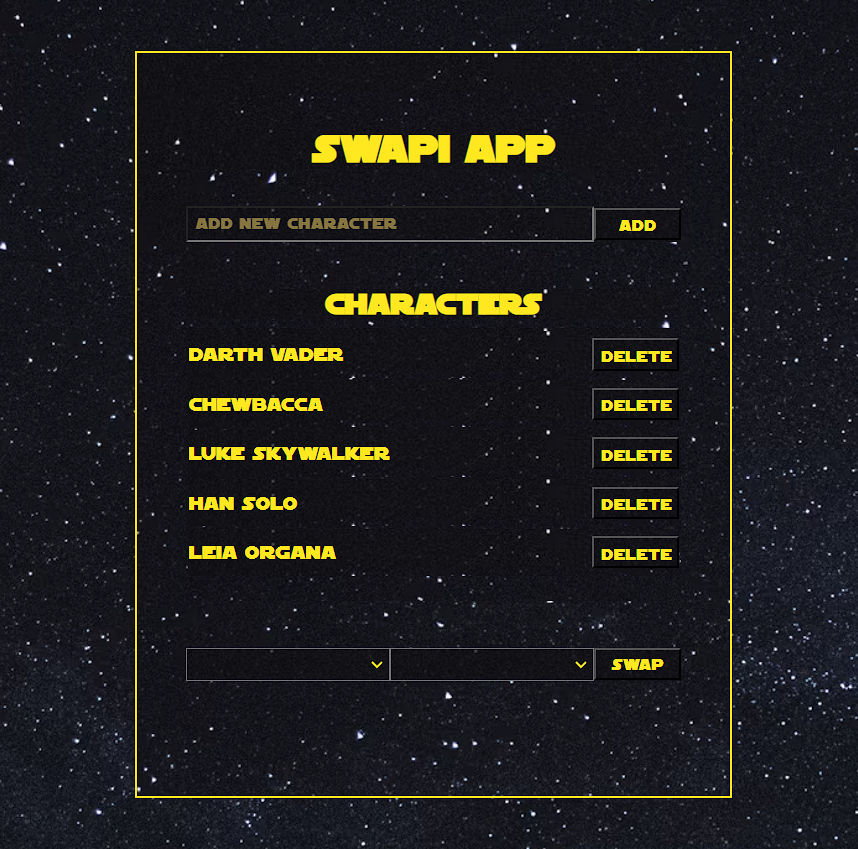 SWAPI APP
ADD NEW CHARACTER ADD
CHARACTERS
DARTH VADER DELETE
CHEWBACCA DELETE
LUKE SKYWALKER DELETE
HAN SOLO DELETE
LEIA ORGANA DELETE
SWAP